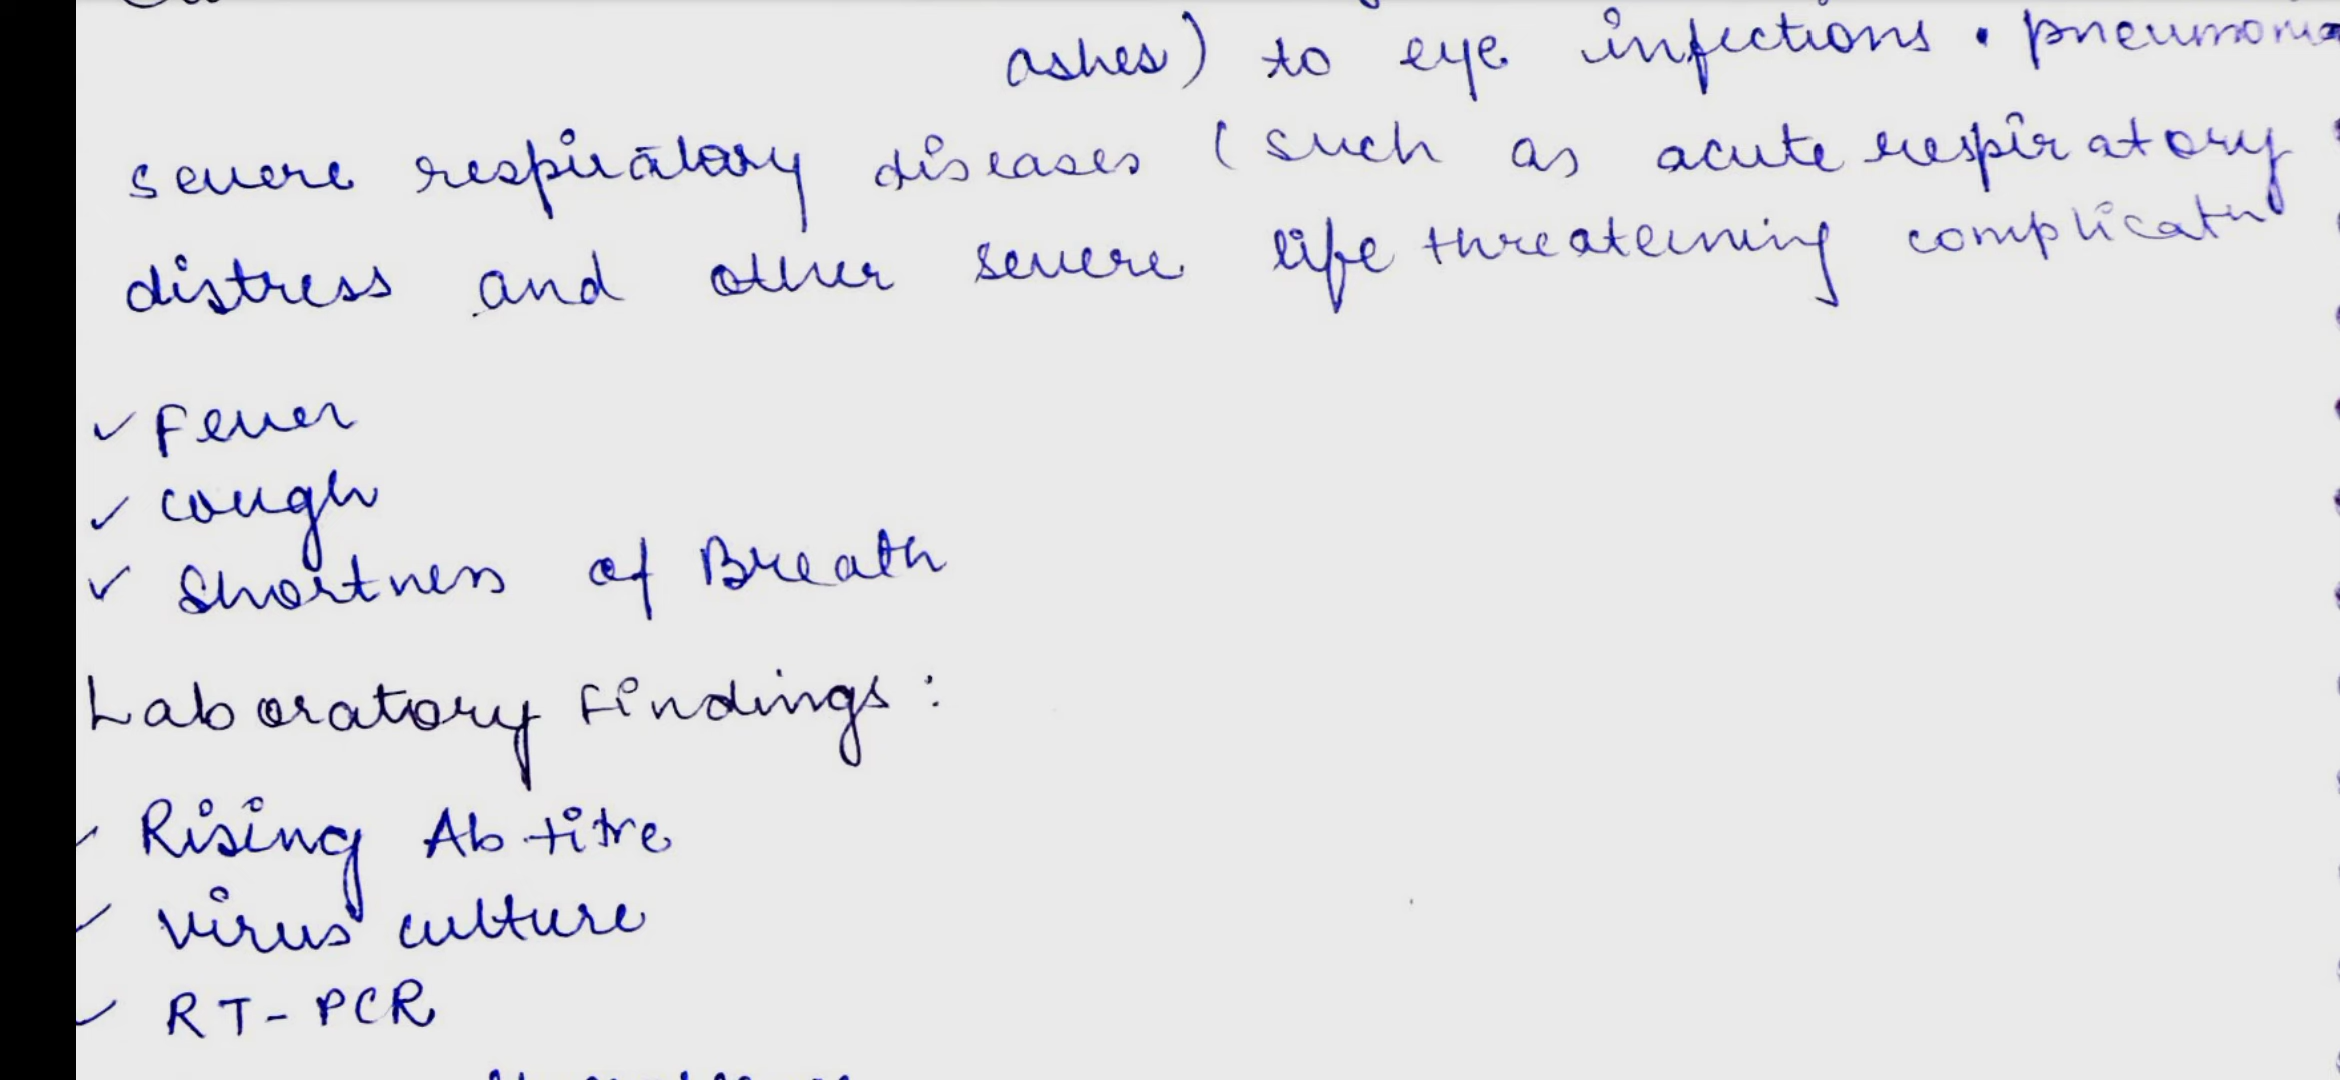 ashes) to eye infections . pneumonia
severe respiratory diseases (such as acute respiratory
distress and other severe life threatening complicatn
✓ Fever
✓ cough
✓ Shortness of Breath
Laboratory Findings :
✓ Rising Ab titre
✓ virus culture
✓ RT-PCR